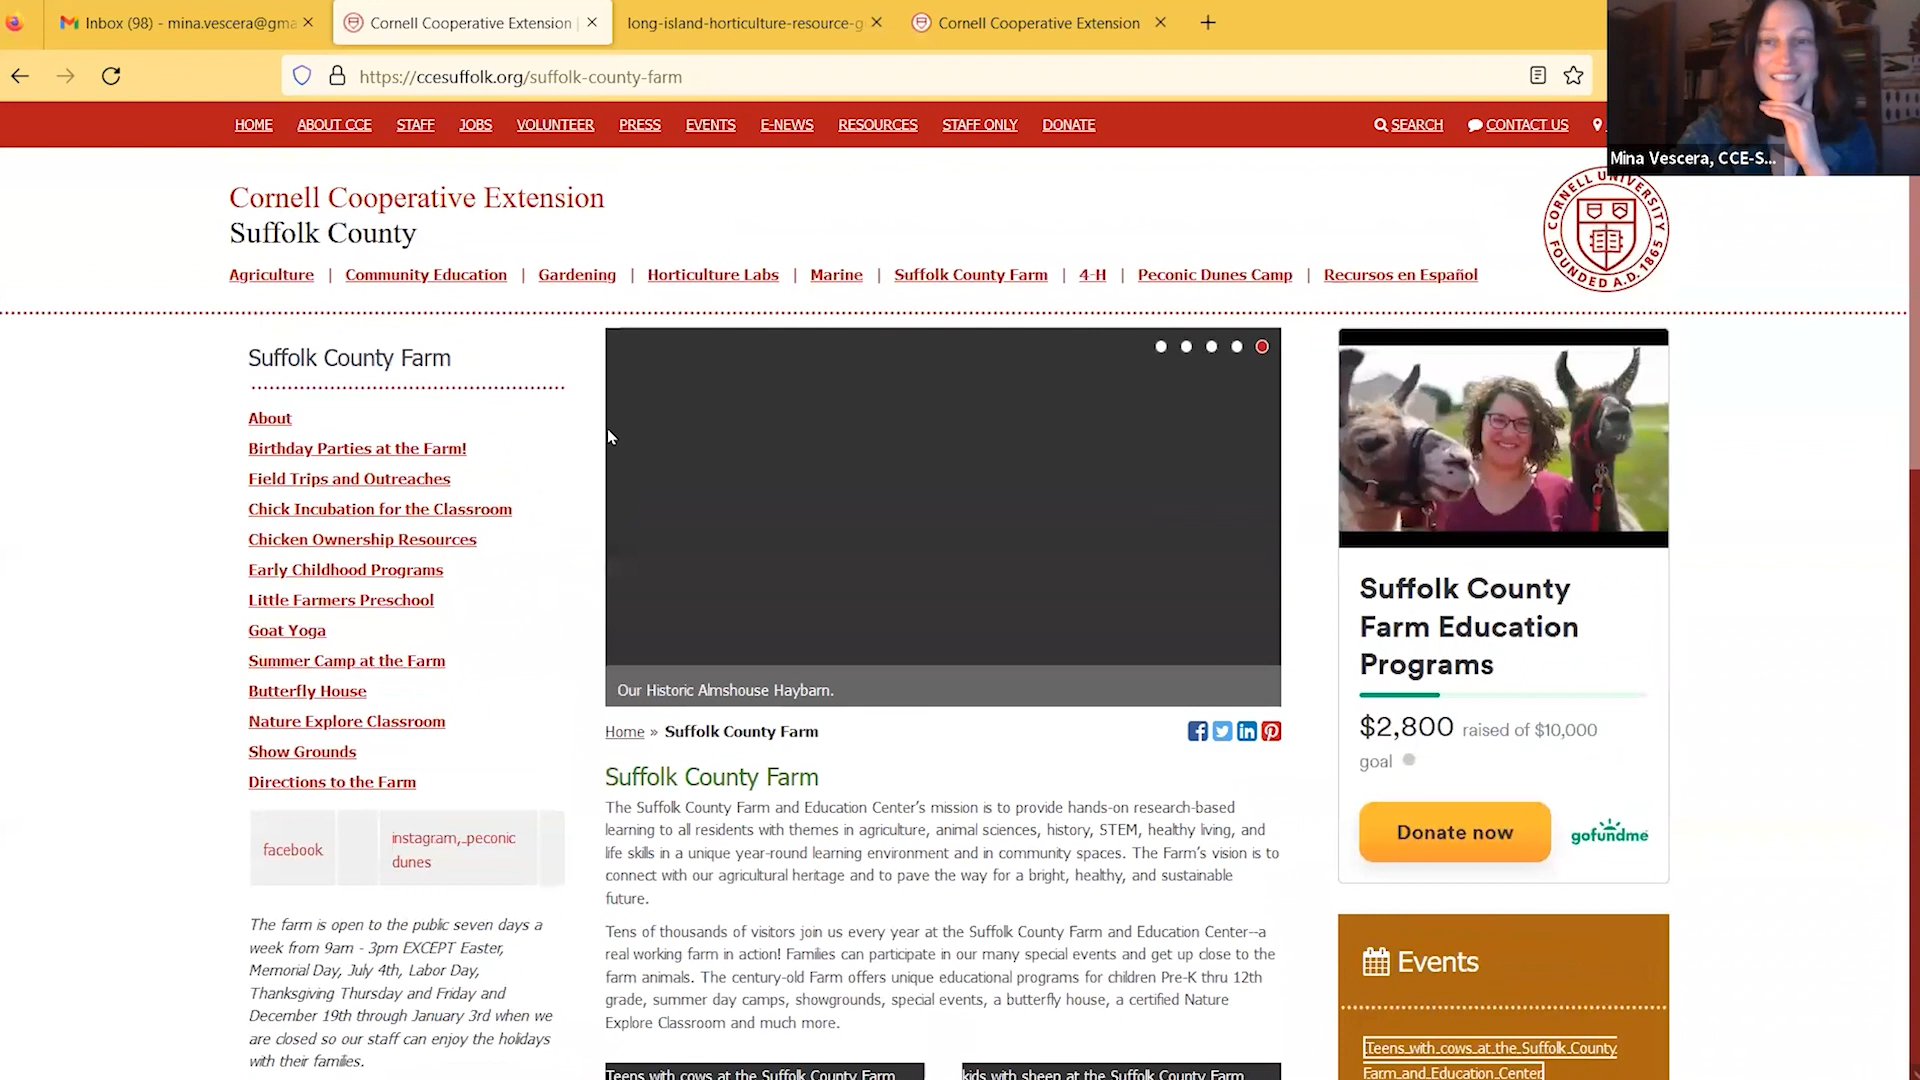 Inbox (98) - mina.vescera@gma
Cornell Cooperative Extension |
long-island-horticulture-resource-g
Cornell Cooperative Extension
https://ccesuffolk.org/suffolk-county-farm
Mina Vescera, CCE-S...
HOME ABOUT CCE STAFF JOBS VOLUNTEER PRESS EVENTS E-NEWS RESOURCES STAFF ONLY DONATE SEARCH CONTACT US
Cornell Cooperative Extension
Suffolk County
CORNELL UNIVERSITY
FOUNDED A.D. 1865
Agriculture | Community Education | Gardening | Horticulture Labs | Marine | Suffolk County Farm | 4-H | Peconic Dunes Camp | Recursos en Español
Suffolk County Farm
About
Birthday Parties at the Farm!
Field Trips and Outreaches
Chick Incubation for the Classroom
Chicken Ownership Resources
Early Childhood Programs
Little Farmers Preschool
Goat Yoga
Summer Camp at the Farm
Butterfly House
Nature Explore Classroom
Show Grounds
Directions to the Farm
facebook
instagram,_peconic
dunes
The farm is open to the public seven days a
week from 9am - 3pm EXCEPT Easter,
Memorial Day, July 4th, Labor Day,
Thanksgiving Thursday and Friday and
December 19th through January 3rd when we
are closed so our staff can enjoy the holidays
with their families.
Our Historic Almshouse Haybarn.
Home » Suffolk County Farm
Suffolk County Farm
The Suffolk County Farm and Education Center's mission is to provide hands-on research-based
learning to all residents with themes in agriculture, animal sciences, history, STEM, healthy living, and
life skills in a unique year-round learning environment and in community spaces. The Farm's vision is to
connect with our agricultural heritage and to pave the way for a bright, healthy, and sustainable
future.
Tens of thousands of visitors join us every year at the Suffolk County Farm and Education Center--a
real working farm in action! Families can participate in our many special events and get up close to the
farm animals. The century-old Farm offers unique educational programs for children Pre-K thru 12th
grade, summer day camps, showgrounds, special events, a butterfly house, a certified Nature
Explore Classroom and much more.
Teens with cows at the Suffolk County Farm
kids with sheep at the Suffolk County Farm
Suffolk County
Farm Education
Programs
$2,800 raised of $10,000
goal
Donate now
gofundme
Events
Teens with cows at the Suffolk County
Farm and Education Center